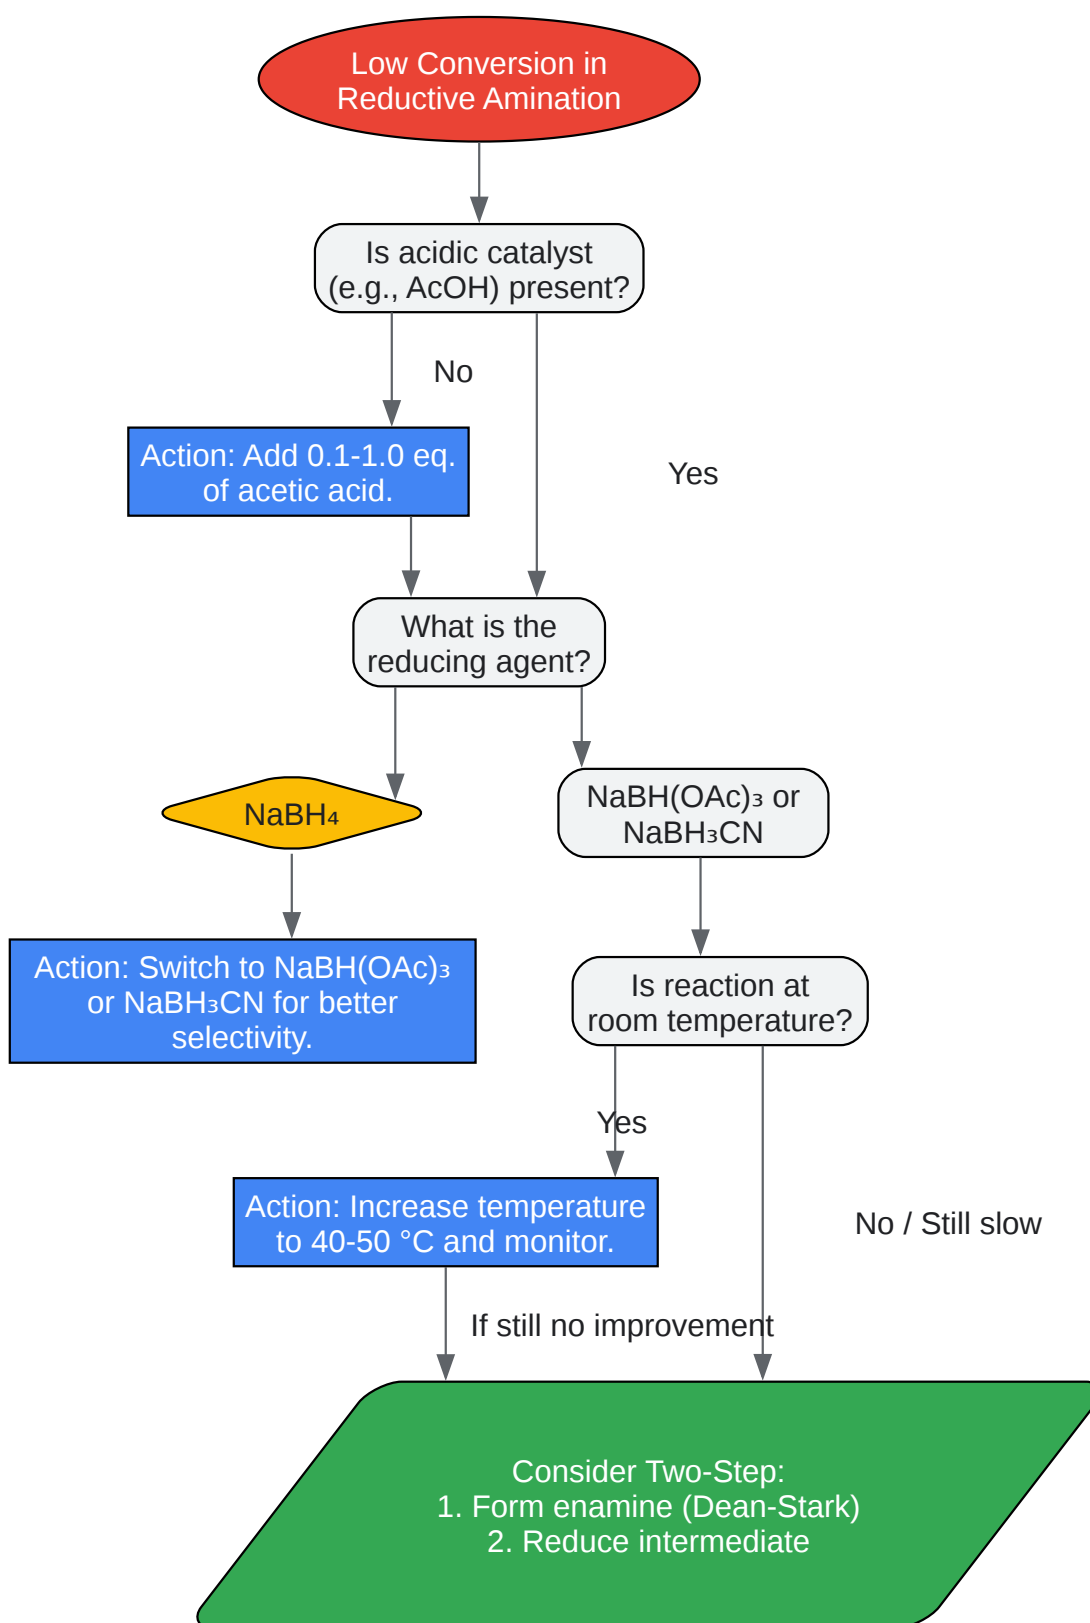 Low Conversion in
Reductive Amination
Is acidic catalyst
(e.g., AcOH) present?
No
Action: Add 0.1-1.0 eq.
of acetic acid.
Yes
What is the
reducing agent?
NaBH₄
NaBH(OAc)₃ or
NaBH₃CN
Action: Switch to NaBH(OAc)₃
or NaBH₃CN for better
selectivity.
Is reaction at
room temperature?
Yes
Action: Increase temperature
to 40-50 °C and monitor.
No / Still slow
If still no improvement
Consider Two-Step:
1. Form enamine (Dean-Stark)
2. Reduce intermediate